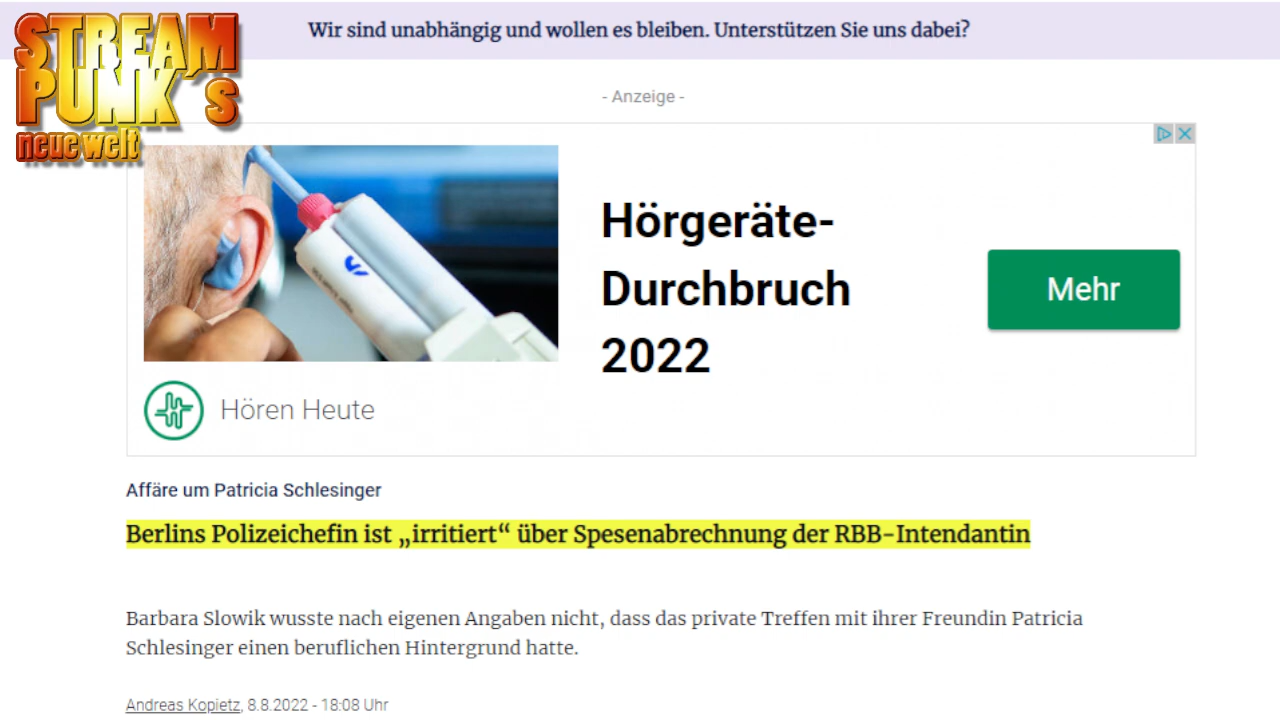 Wir sind unabhängig und wollen es bleiben. Unterstützen Sie uns dabei?
STREAM
PUNK´s
neue welt
- Anzeige -
Hörgeräte-
Durchbruch
2022
Mehr
Hören Heute
Affäre um Patricia Schlesinger
Berlins Polizeichefin ist „irritiert“ über Spesenabrechnung der RBB-Intendantin
Barbara Slowik wusste nach eigenen Angaben nicht, dass das private Treffen mit ihrer Freundin Patricia
Schlesinger einen beruflichen Hintergrund hatte.
Andreas Kopietz, 8.8.2022 - 18:08 Uhr